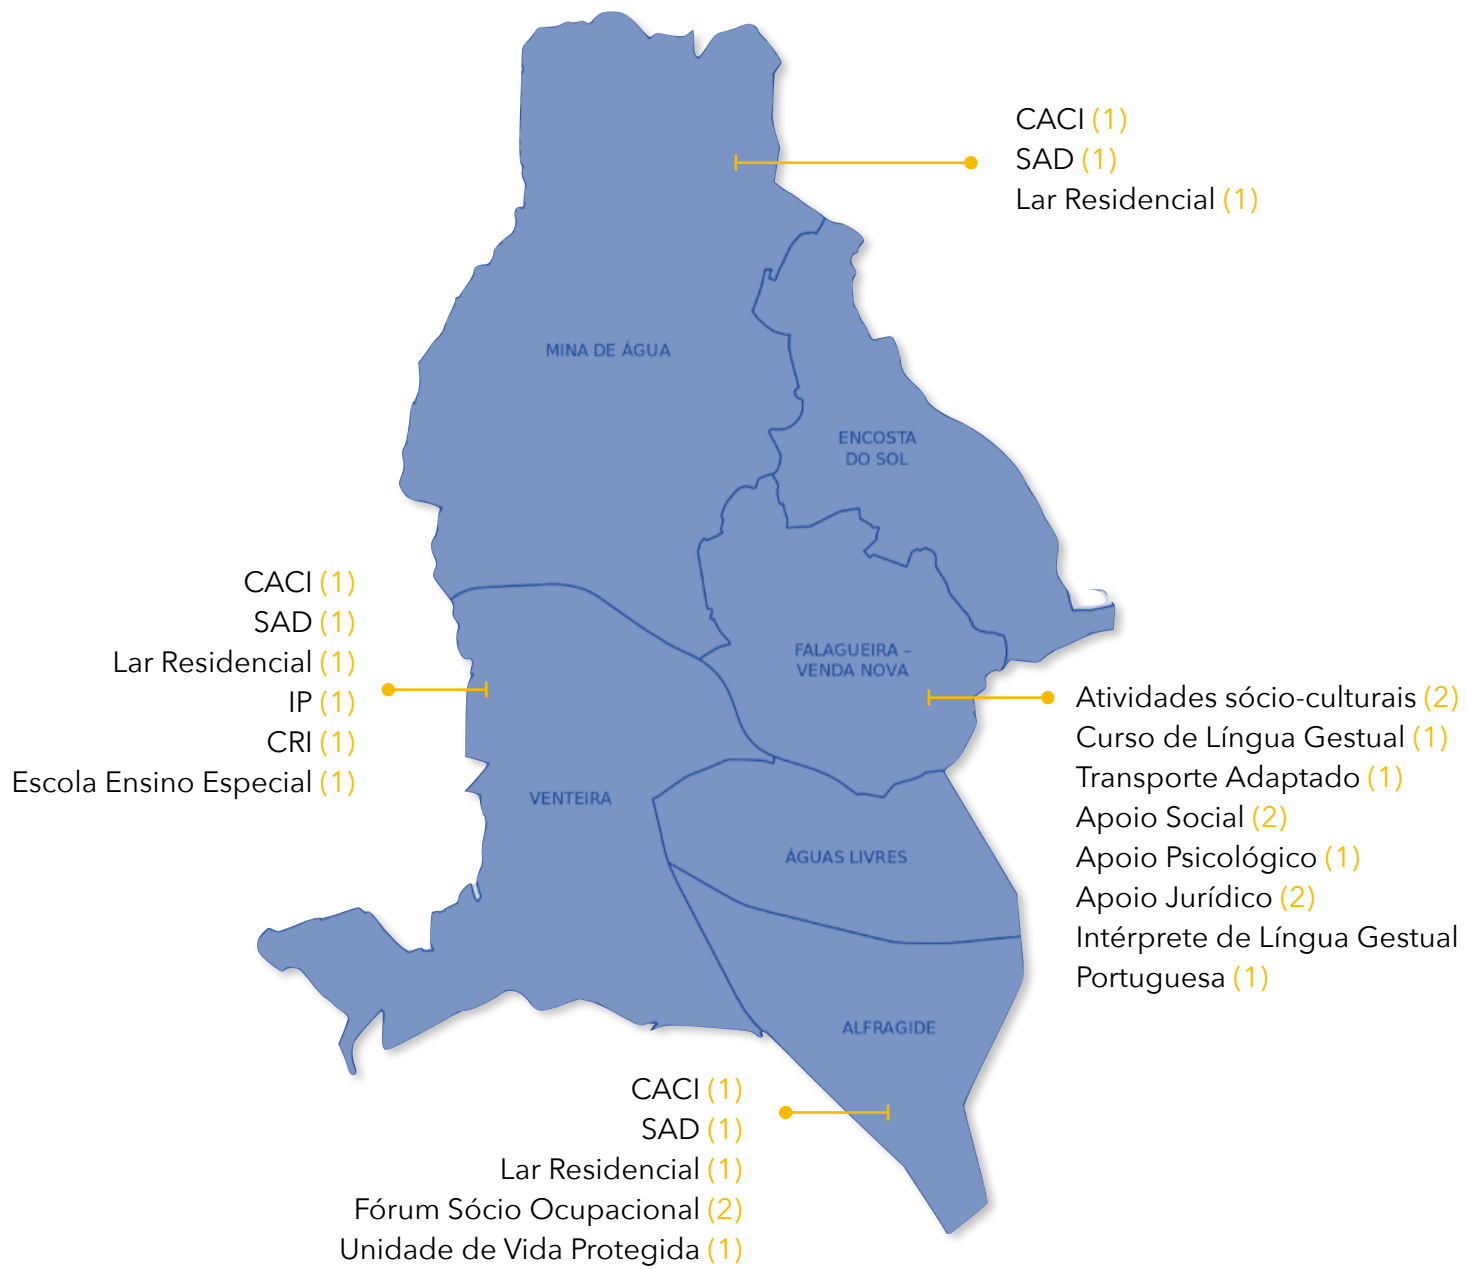 CACI (1)
SAD (1)
Lar Residencial (1)
MINA DE ÁGUA
ENCOSTA
DO SOL
CACI (1)
SAD (1)
Lar Residencial (1)
IP (1)
CRI (1)
Escola Ensino Especial (1)
FALAGUEIRA –
VENDA NOVA
Atividades sócio-culturais (2)
Curso de Língua Gestual (1)
Transporte Adaptado (1)
Apoio Social (2)
Apoio Psicológico (1)
Apoio Jurídico (2)
Intérprete de Língua Gestual
Portuguesa (1)
VENTEIRA
ÁGUAS LIVRES
ALFRAGIDE
CACI (1)
SAD (1)
Lar Residencial (1)
Fórum Sócio Ocupacional (2)
Unidade de Vida Protegida (1)